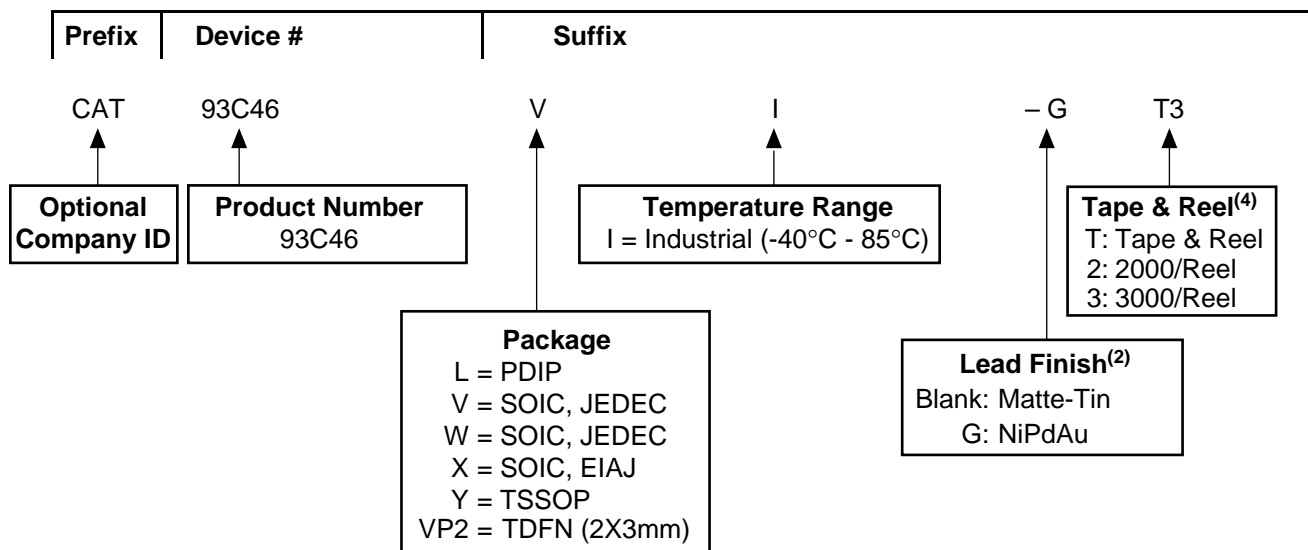 Prefix Device # Suffix
CAT 93C46 V I – G T3
Optional
Company ID
Product Number
93C46
Temperature Range
I = Industrial (-40°C - 85°C)
Tape & Reel(4)
T: Tape & Reel
2: 2000/Reel
3: 3000/Reel
Package
L = PDIP
V = SOIC, JEDEC
W = SOIC, JEDEC
X = SOIC, EIAJ
Y = TSSOP
VP2 = TDFN (2X3mm)
Lead Finish(2)
Blank: Matte-Tin
G: NiPdAu